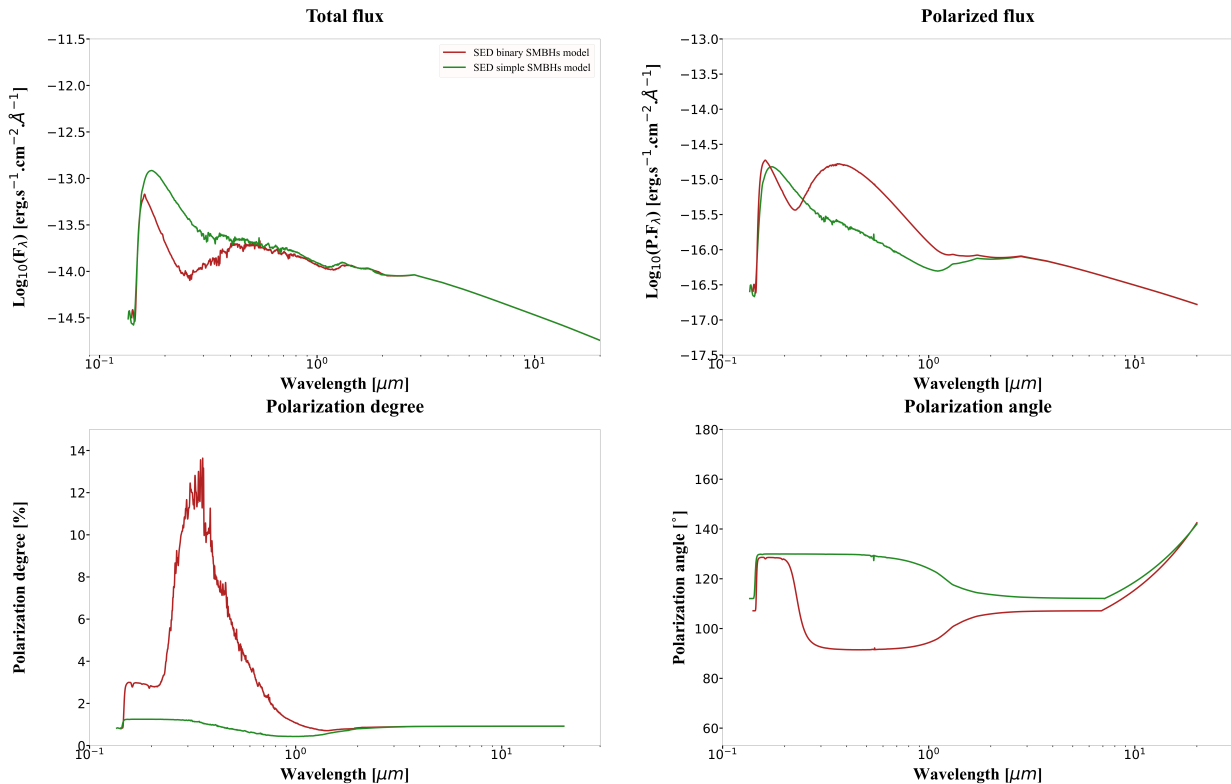 Total flux
Log₁₀(F_λ) [erg.s⁻¹.cm⁻².Å⁻¹]
−11.5
−12.0
−12.5
−13.0
−13.5
−14.0
−14.5
SED binary SMBHs model
SED simple SMBHs model
10⁻¹ 10⁰ 10¹
Wavelength [μm]
Polarized flux
Log₁₀(P.F_λ) [erg.s⁻¹.cm⁻².Å⁻¹]
−13.0
−13.5
−14.0
−14.5
−15.0
−15.5
−16.0
−16.5
−17.0
−17.5
10⁻¹ 10⁰ 10¹
Wavelength [μm]
Polarization degree
Polarization degree [%]
14
12
10
8
6
4
2
0
10⁻¹ 10⁰ 10¹
Wavelength [μm]
Polarization angle
Polarization angle [°]
180
160
140
120
100
80
60
10⁻¹ 10⁰ 10¹
Wavelength [μm]